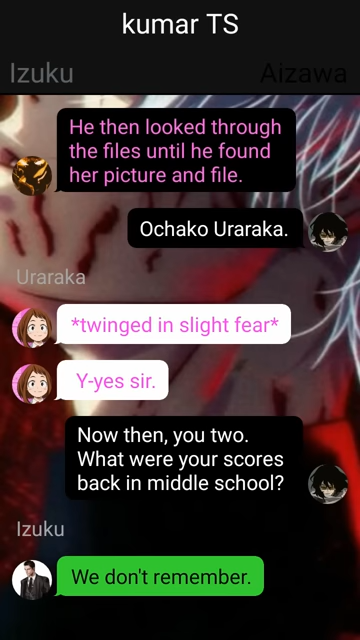 kumar TS
Izuku
Aizawa
He then looked through
the files until he found
her picture and file.
Ochako Uraraka.
Uraraka
*twinged in slight fear*
Y-yes sir.
Now then, you two.
What were your scores
back in middle school?
Izuku
We don't remember.